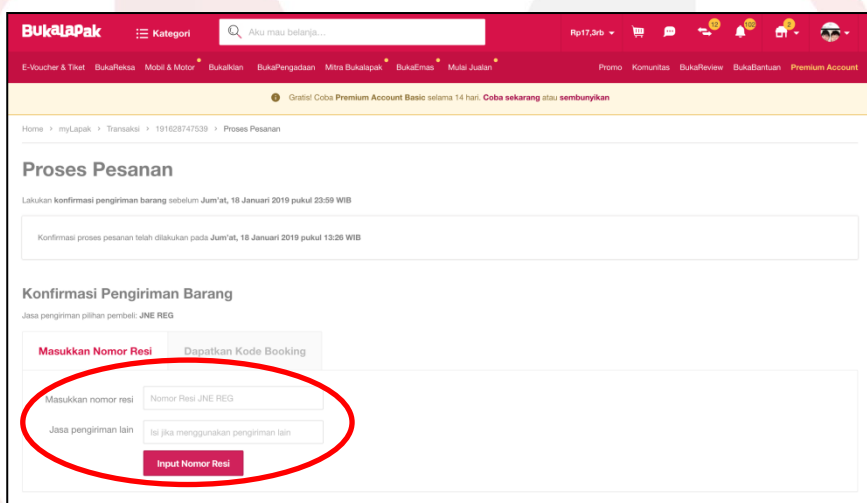 BukaLapak Kategori Aku mau belanja... Rp17,3rb 12 102 2
E-Voucher & Tiket BukaReksa Mobil & Motor BukaIklan BukaPengadaan Mitra Bukalapak BukaEmas Mulai Jualan Promo Komunitas BukaReview BukaBantuan Premium Account
Gratis! Coba Premium Account Basic selama 14 hari. Coba sekarang atau sembunyikan
Home > myLapak > Transaksi > 191628747539 > Proses Pesanan
Proses Pesanan
Lakukan konfirmasi pengiriman barang sebelum Jum'at, 18 Januari 2019 pukul 23:59 WIB
Konfirmasi proses pesanan telah dilakukan pada Jum'at, 18 Januari 2019 pukul 13:26 WIB
Konfirmasi Pengiriman Barang
Jasa pengiriman pilihan pembeli: JNE REG
Masukkan Nomor Resi Dapatkan Kode Booking
Masukkan nomor resi Nomor Resi JNE REG
Jasa pengiriman lain Isi jika menggunakan pengiriman lain
Input Nomor Resi